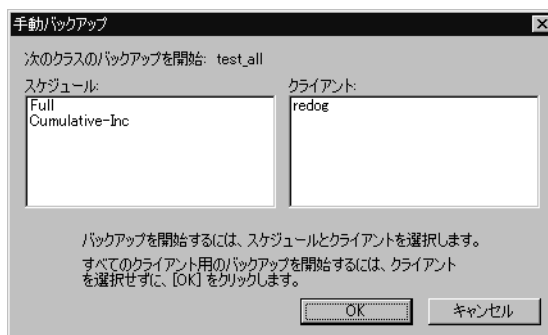 手動バックアップ
次のクラスのバックアップを開始: test_all
スケジュール:
Full
Cumulative-Inc
クライアント:
redog
バックアップを開始するには、スケジュールとクライアントを選択します。
すべてのクライアント用のバックアップを開始するには、クライアント
を選択せずに、[OK] をクリックします。
OK
キャンセル